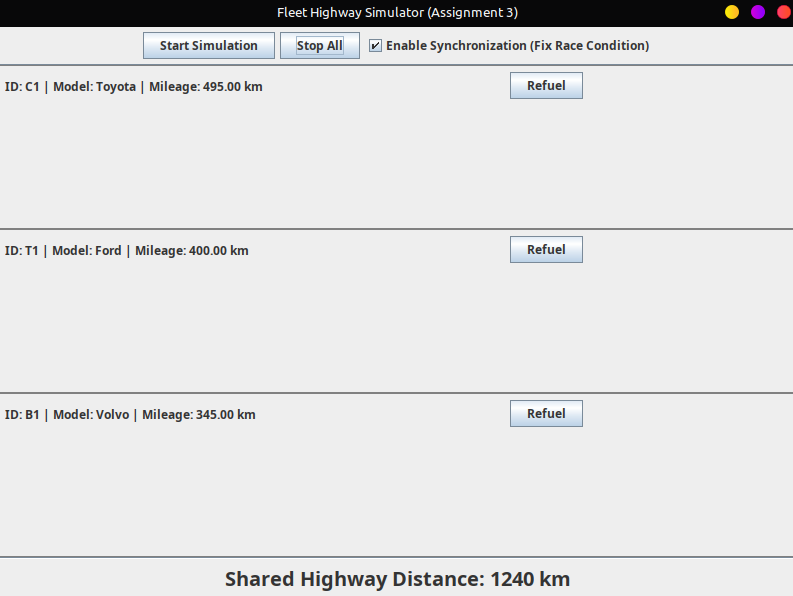 Fleet Highway Simulator (Assignment 3)
Start Simulation Stop All Enable Synchronization (Fix Race Condition)
ID: C1 | Model: Toyota | Mileage: 495.00 km Refuel
ID: T1 | Model: Ford | Mileage: 400.00 km Refuel
ID: B1 | Model: Volvo | Mileage: 345.00 km Refuel
Shared Highway Distance: 1240 km